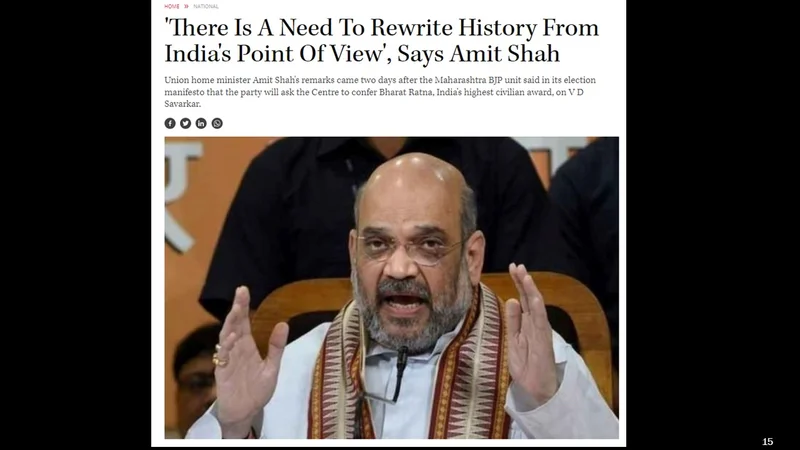 HOME » NATIONAL
'There Is A Need To Rewrite History From
India's Point Of View', Says Amit Shah
Union home minister Amit Shah's remarks came two days after the Maharashtra BJP unit said in its election
manifesto that the party will ask the Centre to confer Bharat Ratna, India's highest civilian award, on V D
Savarkar.
15